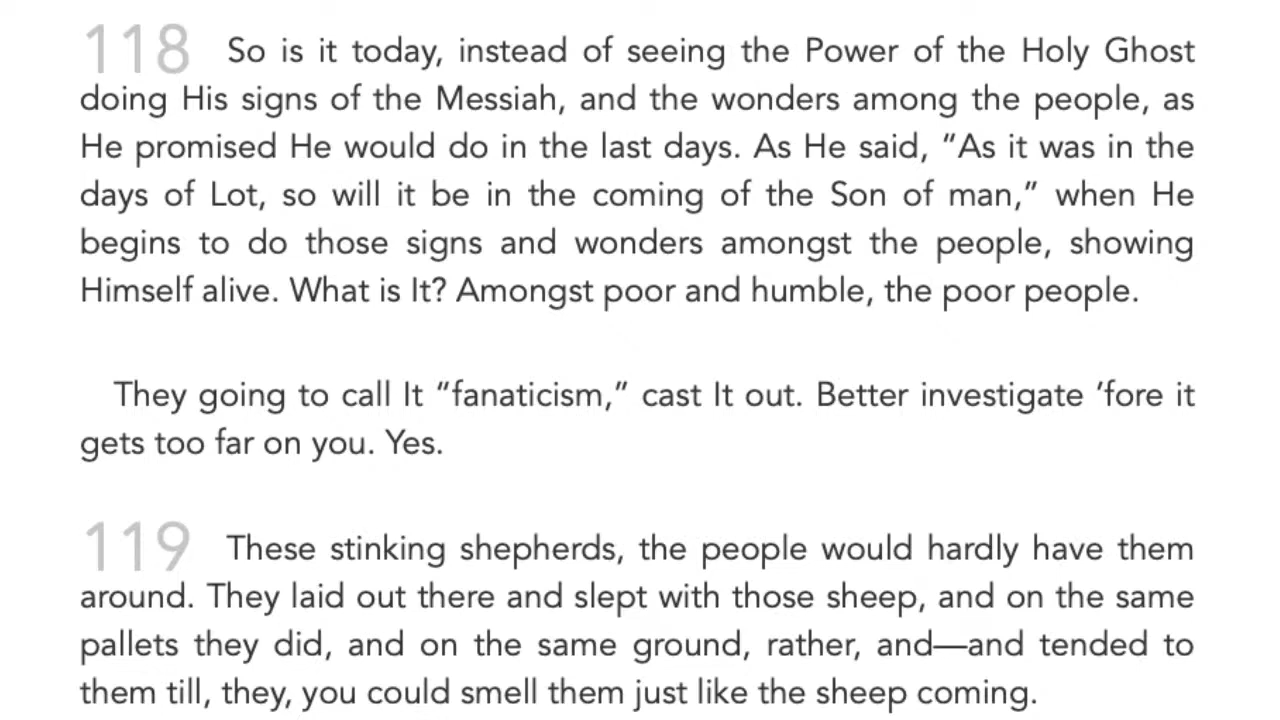 118 So is it today, instead of seeing the Power of the Holy Ghost
doing His signs of the Messiah, and the wonders among the people, as
He promised He would do in the last days. As He said, “As it was in the
days of Lot, so will it be in the coming of the Son of man,” when He
begins to do those signs and wonders amongst the people, showing
Himself alive. What is It? Amongst poor and humble, the poor people.
They going to call It “fanaticism,” cast It out. Better investigate ’fore it
gets too far on you. Yes.
119 These stinking shepherds, the people would hardly have them
around. They laid out there and slept with those sheep, and on the same
pallets they did, and on the same ground, rather, and—and tended to
them till, they, you could smell them just like the sheep coming.